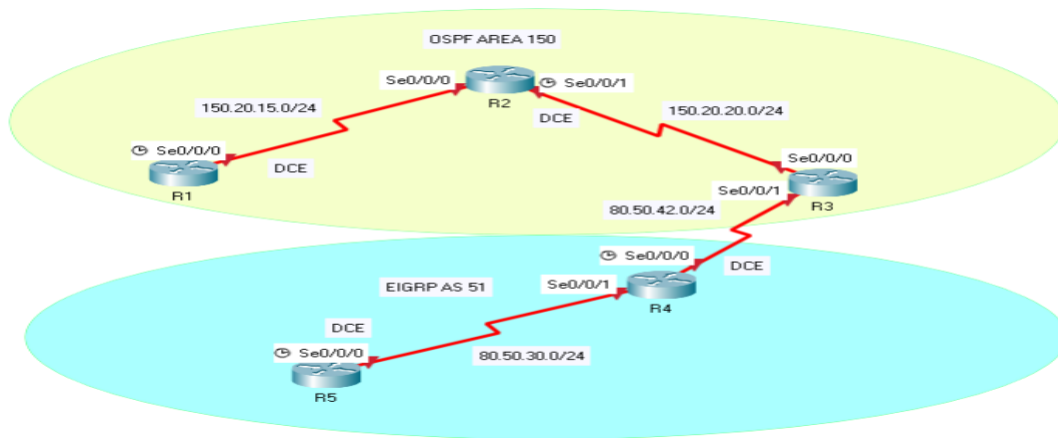 OSPF AREA 150
Se0/0/0
Se0/0/1
R2
150.20.15.0/24
DCE
150.20.20.0/24
Se0/0/0
DCE
R1
Se0/0/0
Se0/0/1
R3
80.50.42.0/24
Se0/0/0
DCE
EIGRP AS 51
Se0/0/1
R4
DCE
Se0/0/0
80.50.30.0/24
R5